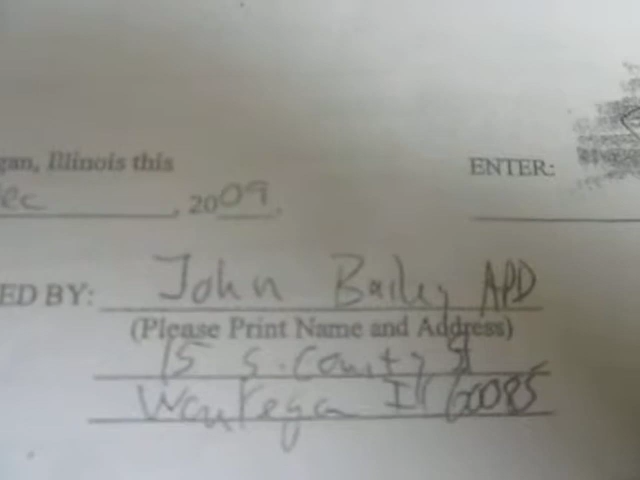 gan, Illinois this
ec, 2009.
ENTER:
ED BY: John Bailey APD
(Please Print Name and Address)
15 S. County St
Waukegan Il 60085